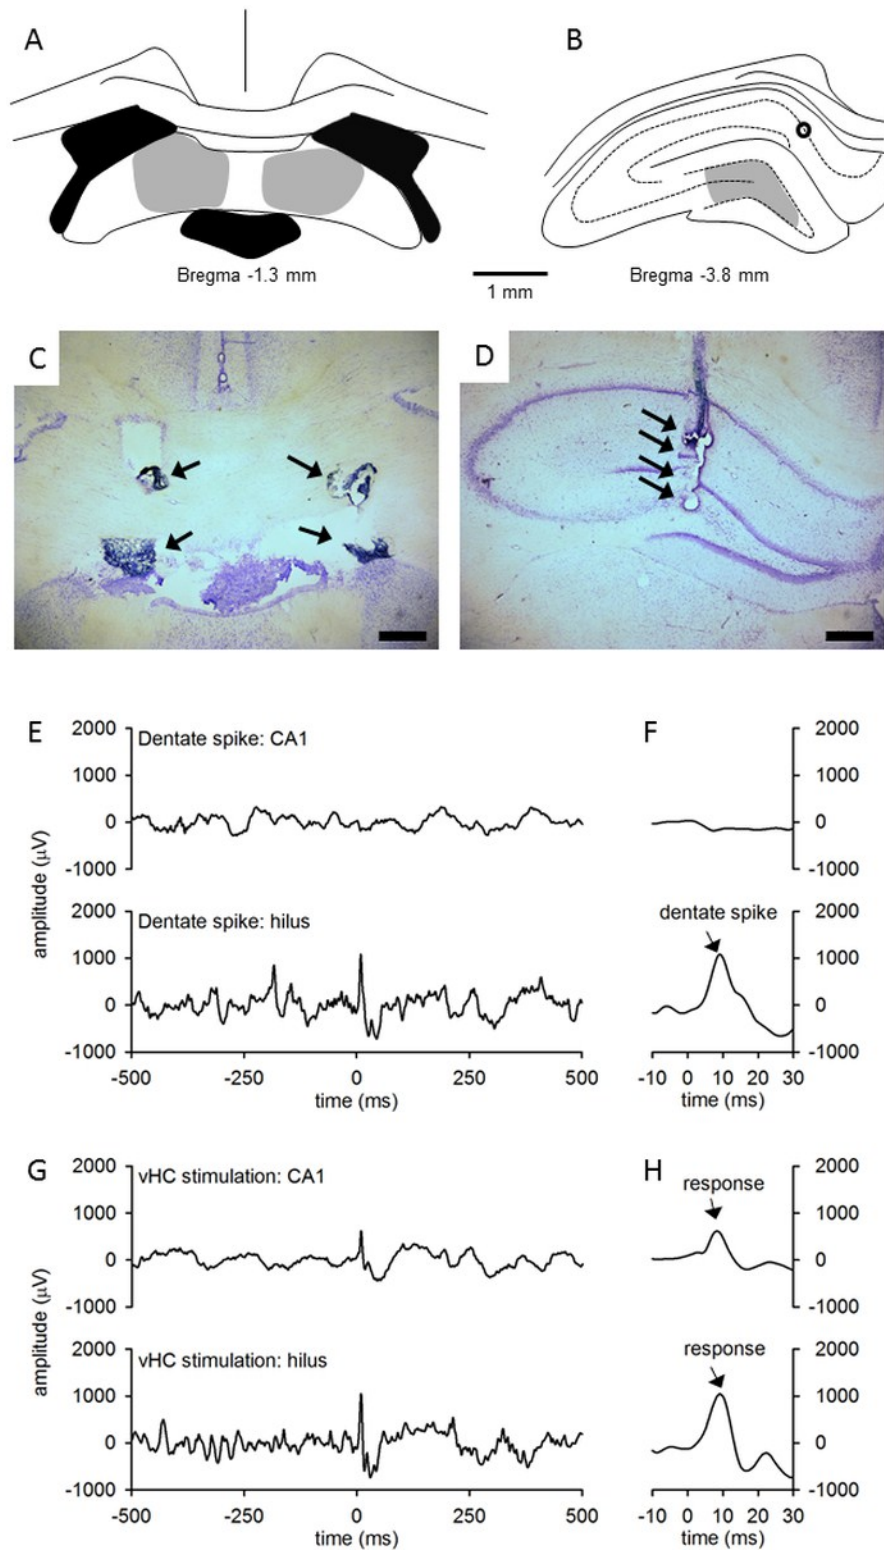 A
B
Bregma -1.3 mm
1 mm
Bregma -3.8 mm
C
D
E
F
amplitude (µV)
2000
1000
0
-1000
Dentate spike: CA1
2000
1000
0
-1000
2000
1000
0
-1000
Dentate spike: hilus
-500 -250 0 250 500
time (ms)
dentate spike
2000
1000
0
-1000
-10 0 10 20 30
time (ms)
G
H
amplitude (µV)
2000
1000
0
-1000
vHC stimulation: CA1
response
2000
1000
0
-1000
2000
1000
0
-1000
vHC stimulation: hilus
-500 -250 0 250 500
time (ms)
response
2000
1000
0
-1000
-10 0 10 20 30
time (ms)